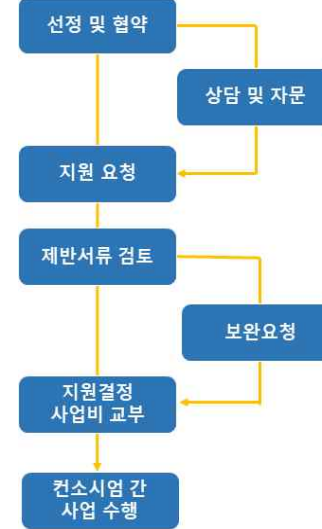 선정 및 협약
상담 및 자문
지원 요청
제반서류 검토
보완요청
지원결정
사업비 교부
컨소시엄 간
사업 수행